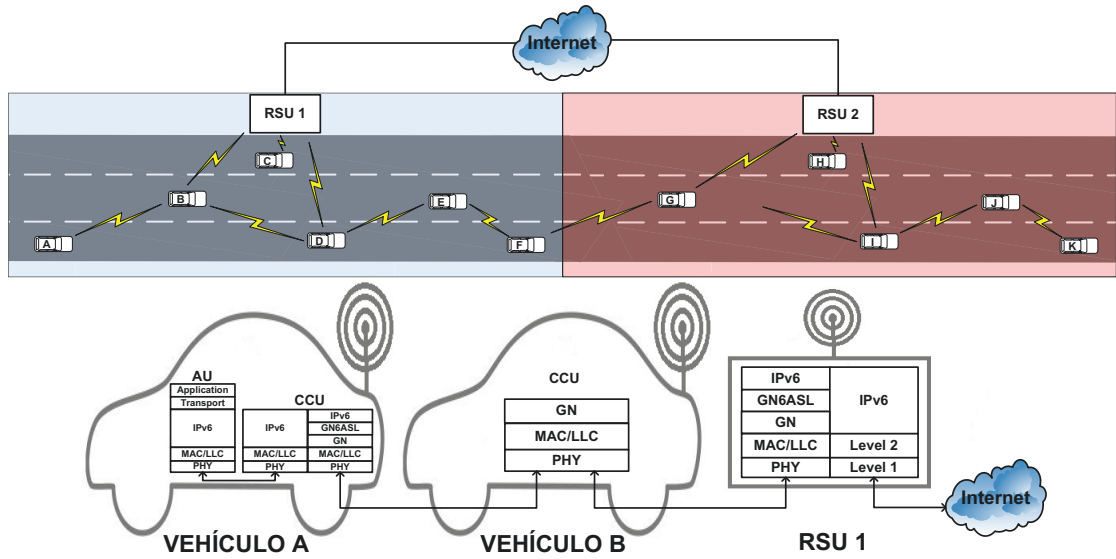 Internet
RSU 1
RSU 2
C
H
B
E
G
J
A
D
F
I
K
AU
Application
Transport
IPv6
MAC/LLC
PHY
CCU
IPv6
MAC/LLC
PHY
IPv6
GN6ASL
GN
MAC/LLC
PHY
VEHÍCULO A
CCU
GN
MAC/LLC
PHY
VEHÍCULO B
IPv6
GN6ASL
GN
MAC/LLC
PHY
IPv6
Level 2
Level 1
RSU 1
Internet